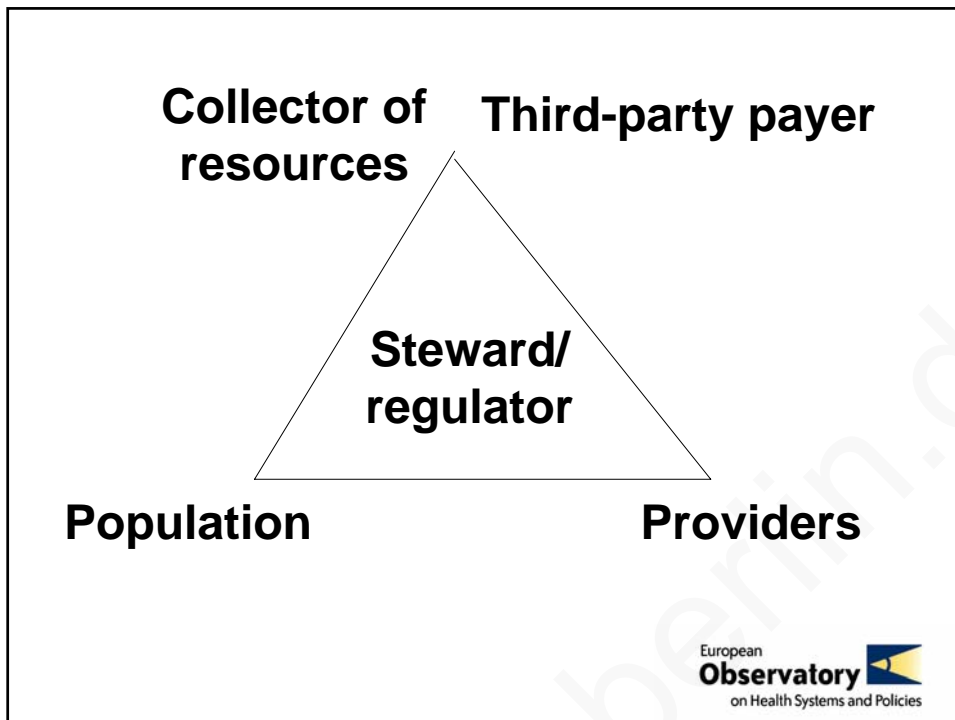 Collector of
resources
Third-party payer
Steward/
regulator
Population
Providers
European
Observatory
on Health Systems and Policies